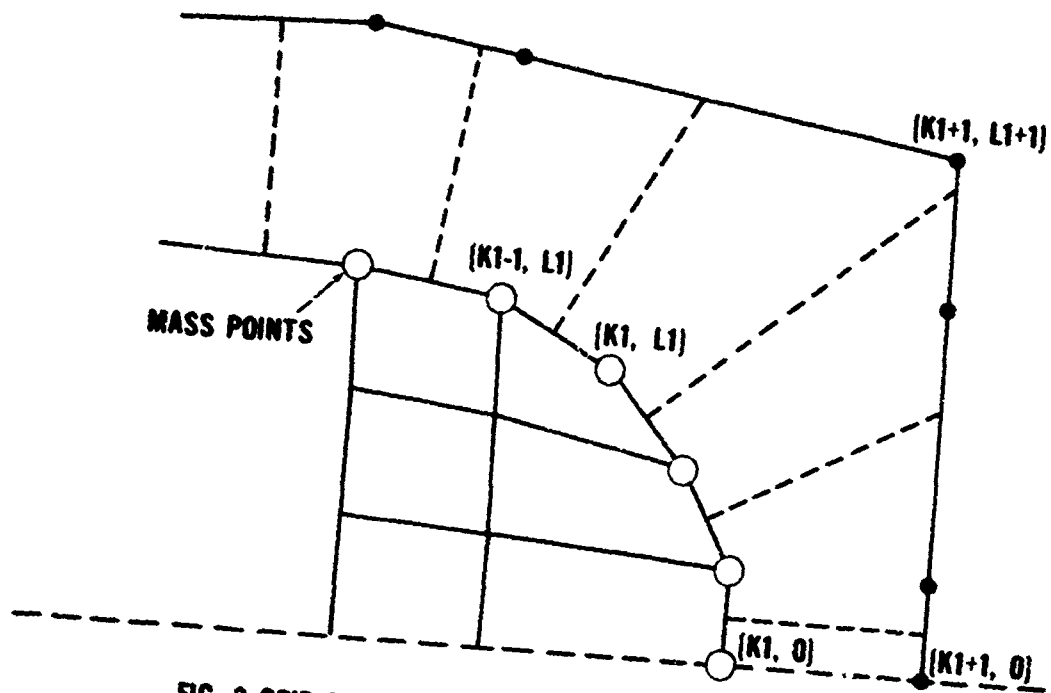 (K1+1, L1+1)
(K1-1, L1)
MASS POINTS
(K1, L1)
(K1, 0)
(K1+1, 0)